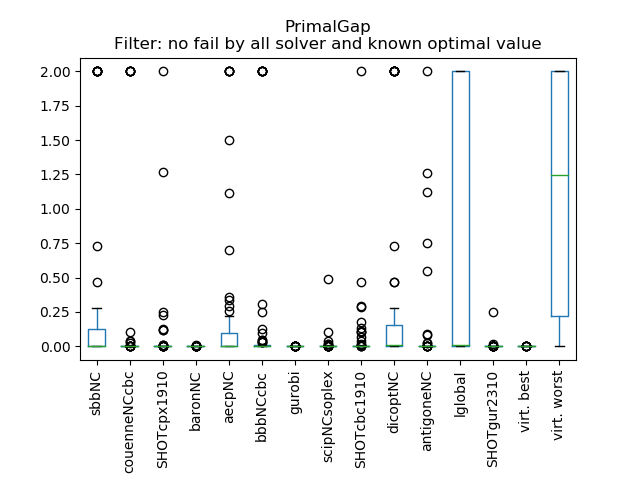 PrimalGap
Filter: no fail by all solver and known optimal value
2.00
1.75
1.50
1.25
1.00
0.75
0.50
0.25
0.00
sbbNC
couenneNCcbc
SHOTcpx1910
baronNC
aecpNC
bbbNCcbc
gurobi
scipNCsoplex
SHOTcbc1910
dicoptNC
antigoneNC
lglobal
SHOTgur2310
virt. best
virt. worst